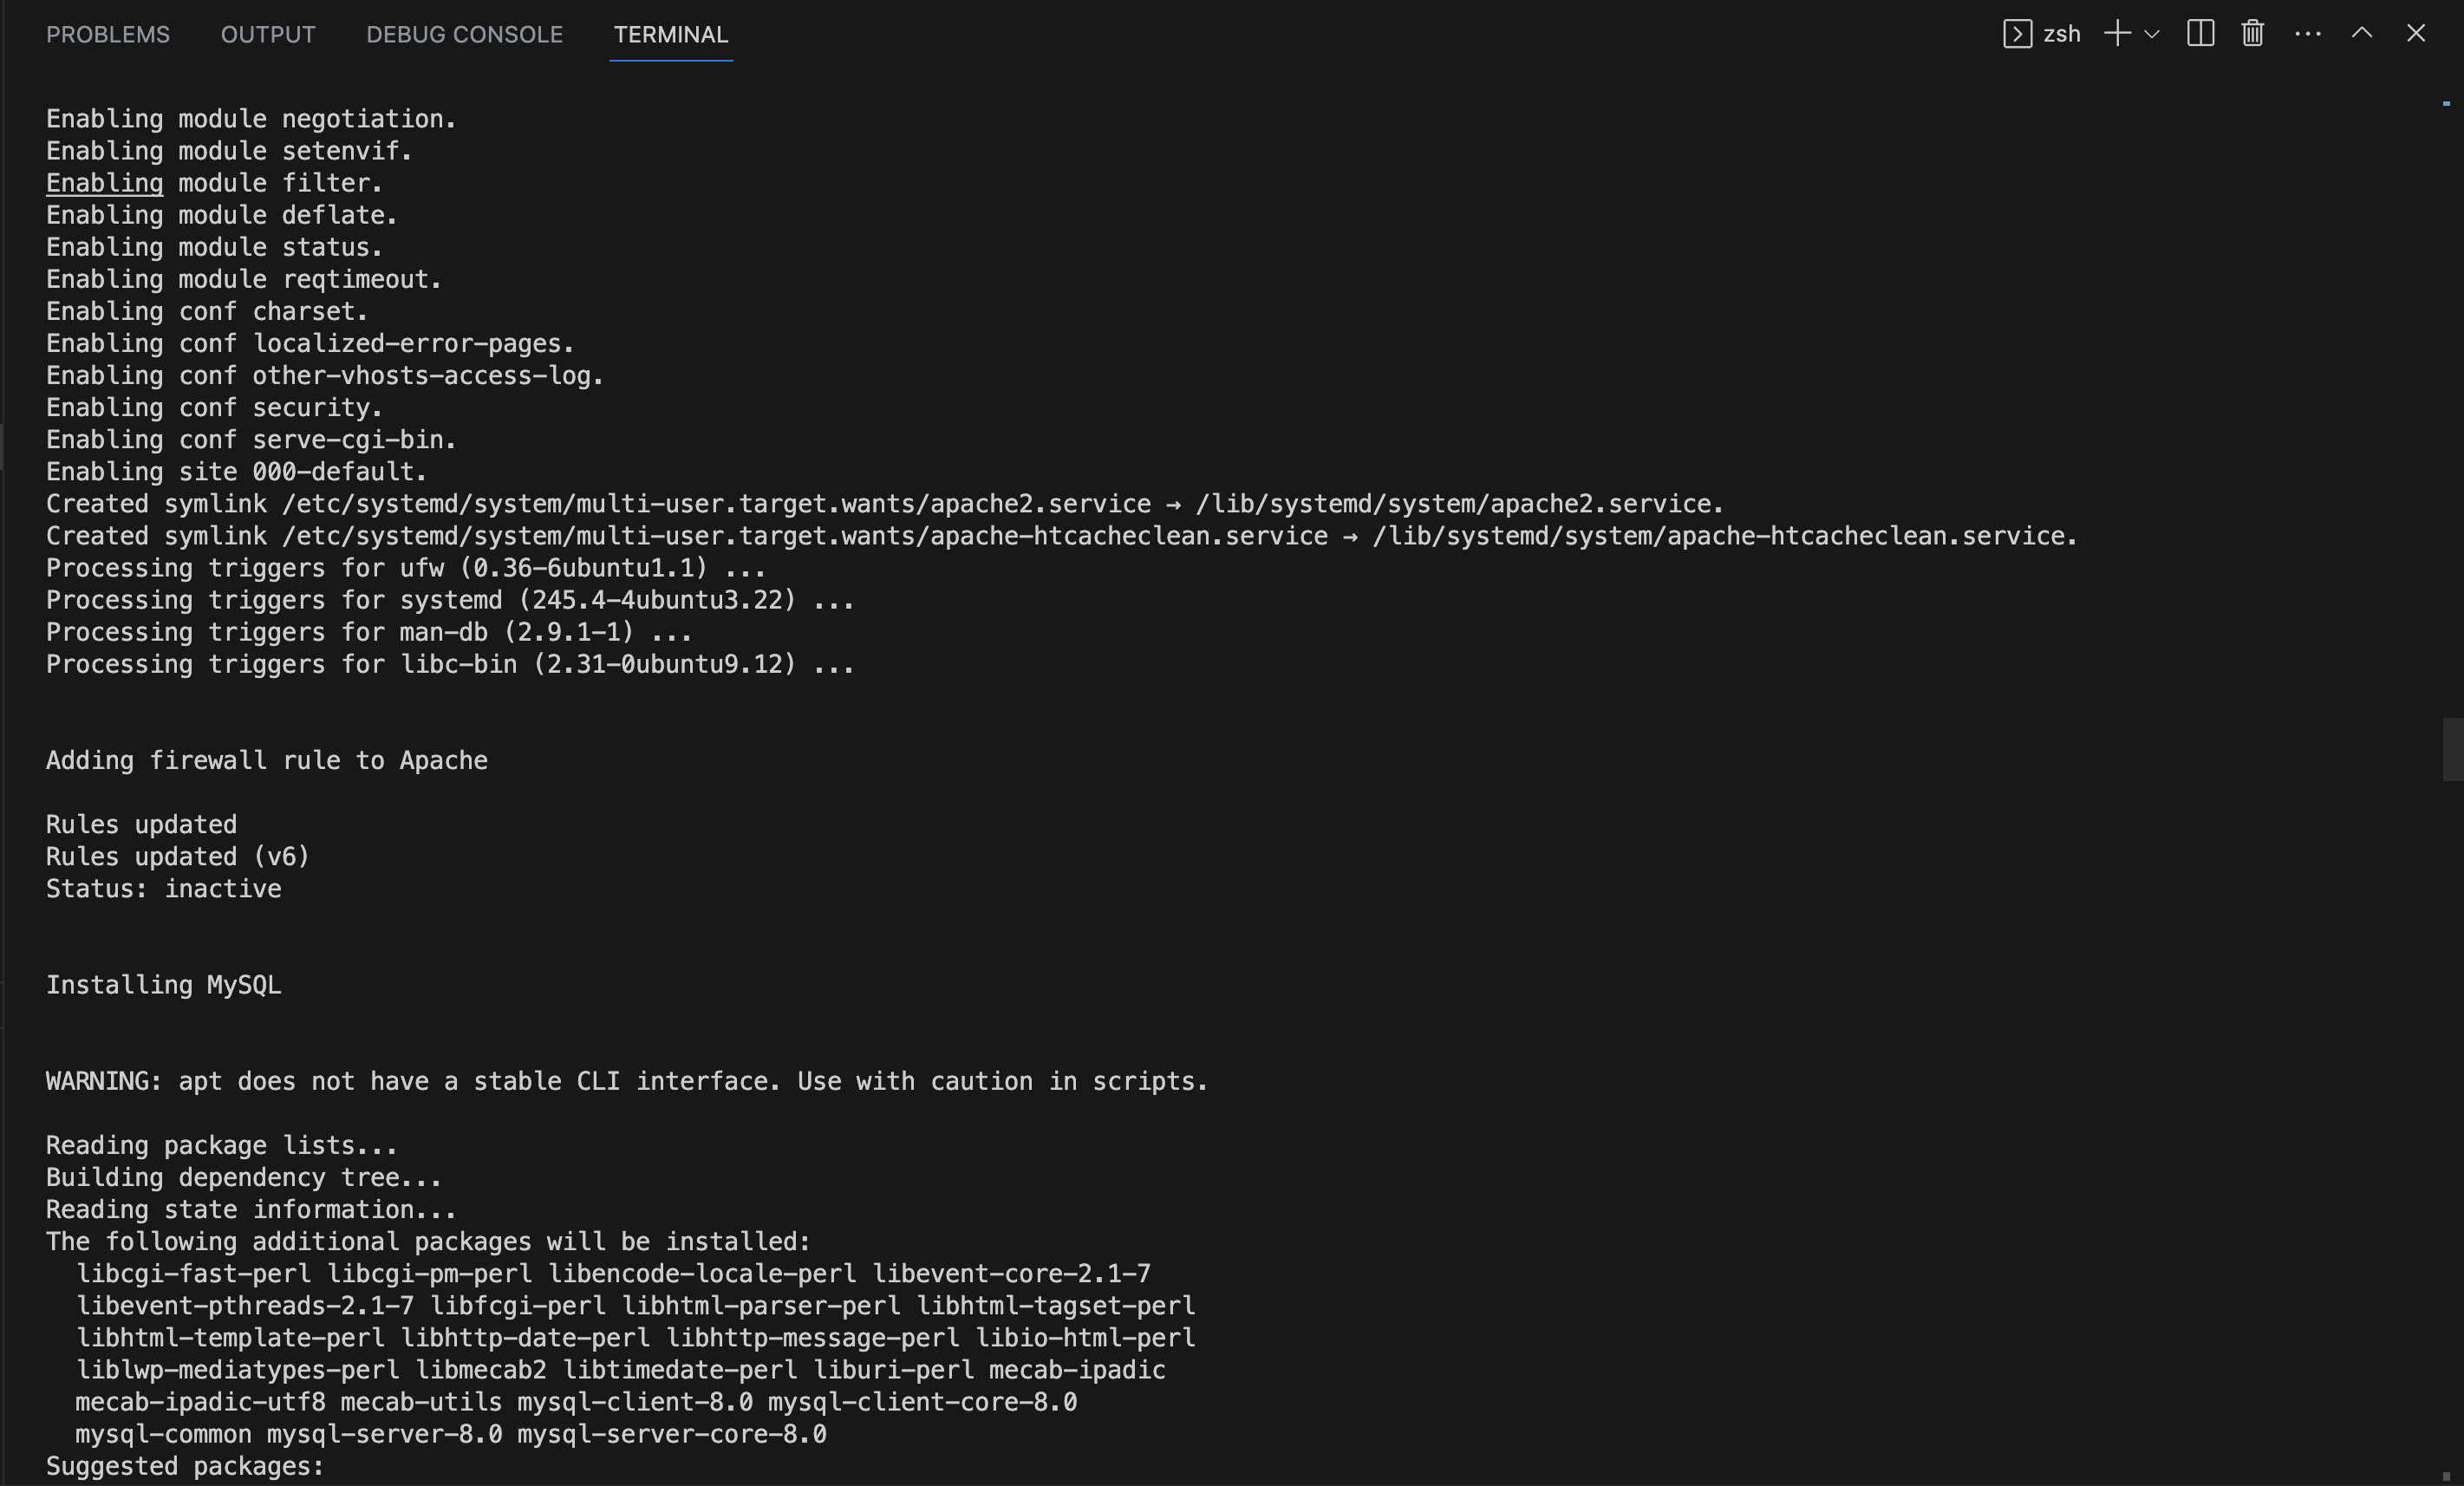 PROBLEMS OUTPUT DEBUG CONSOLE TERMINAL zsh
Enabling module negotiation.
Enabling module setenvif.
Enabling module filter.
Enabling module deflate.
Enabling module status.
Enabling module reqtimeout.
Enabling conf charset.
Enabling conf localized-error-pages.
Enabling conf other-vhosts-access-log.
Enabling conf security.
Enabling conf serve-cgi-bin.
Enabling site 000-default.
Created symlink /etc/systemd/system/multi-user.target.wants/apache2.service → /lib/systemd/system/apache2.service.
Created symlink /etc/systemd/system/multi-user.target.wants/apache-htcacheclean.service → /lib/systemd/system/apache-htcacheclean.service.
Processing triggers for ufw (0.36-6ubuntu1.1) ...
Processing triggers for systemd (245.4-4ubuntu3.22) ...
Processing triggers for man-db (2.9.1-1) ...
Processing triggers for libc-bin (2.31-0ubuntu9.12) ...
Adding firewall rule to Apache
Rules updated
Rules updated (v6)
Status: inactive
Installing MySQL
WARNING: apt does not have a stable CLI interface. Use with caution in scripts.
Reading package lists...
Building dependency tree...
Reading state information...
The following additional packages will be installed:
libcgi-fast-perl libcgi-pm-perl libencode-locale-perl libevent-core-2.1-7
libevent-pthreads-2.1-7 libfcgi-perl libhtml-parser-perl libhtml-tagset-perl
libhtml-template-perl libhttp-date-perl libhttp-message-perl libio-html-perl
liblwp-mediatypes-perl libmecab2 libtimedate-perl liburi-perl mecab-ipadic
mecab-ipadic-utf8 mecab-utils mysql-client-8.0 mysql-client-core-8.0
mysql-common mysql-server-8.0 mysql-server-core-8.0
Suggested packages: